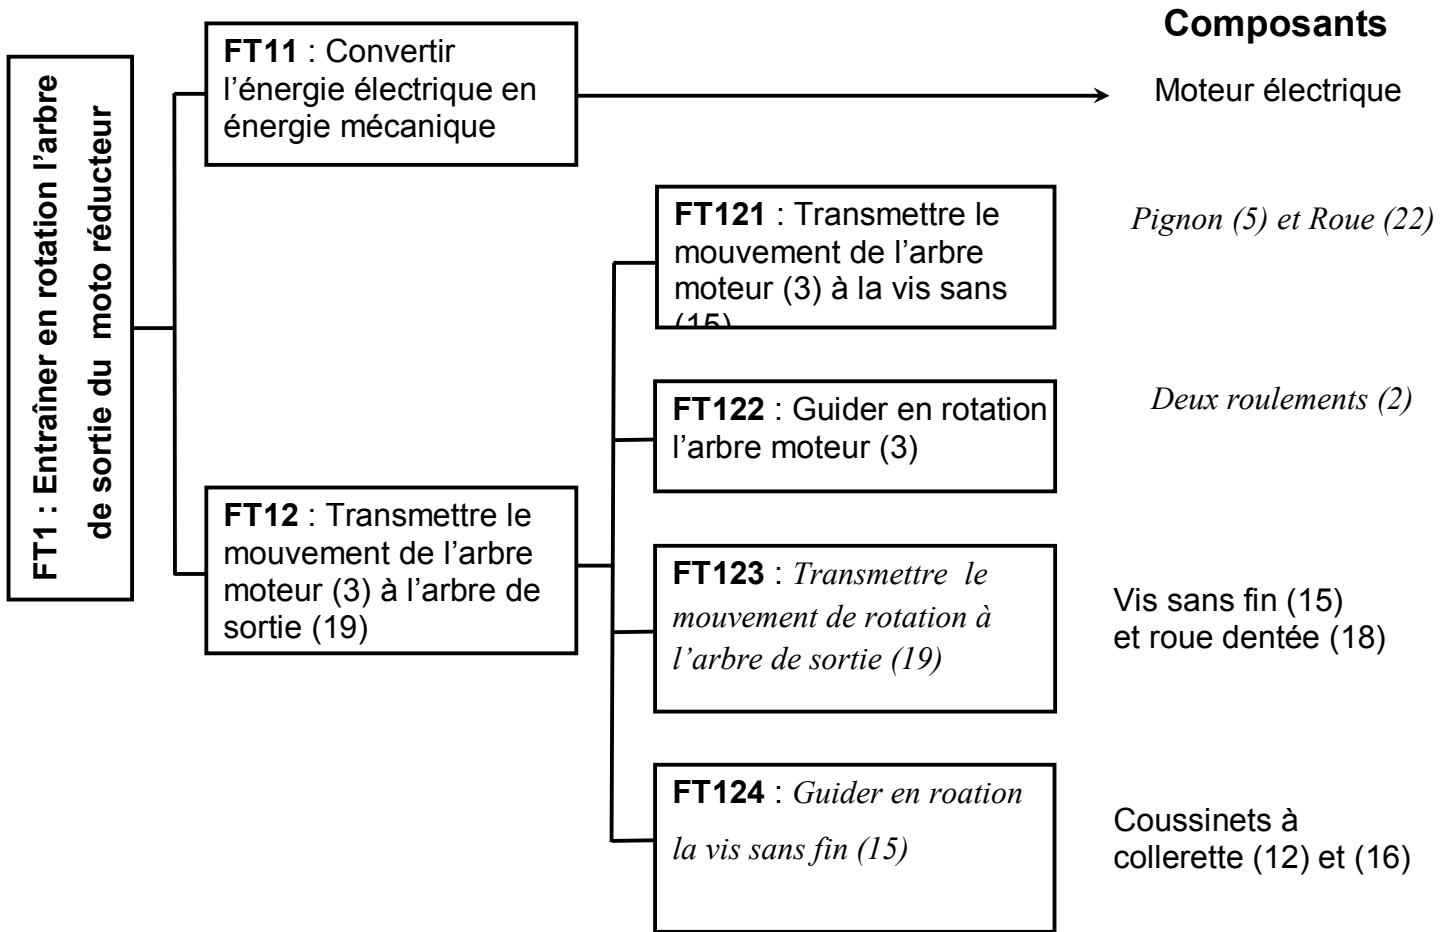 Composants
FT1 : Entraîner en rotation l’arbre
de sortie du moto réducteur
FT11 : Convertir
l’énergie électrique en
énergie mécanique
Moteur électrique
FT12 : Transmettre le
mouvement de l’arbre
moteur (3) à l’arbre de
sortie (19)
FT121 : Transmettre le
mouvement de l’arbre
moteur (3) à la vis sans
(15)
Pignon (5) et Roue (22)
FT122 : Guider en rotation
l’arbre moteur (3)
Deux roulements (2)
FT123 : Transmettre le
mouvement de rotation à
l’arbre de sortie (19)
Vis sans fin (15)
et roue dentée (18)
FT124 : Guider en roation
la vis sans fin (15)
Coussinets à
collerette (12) et (16)